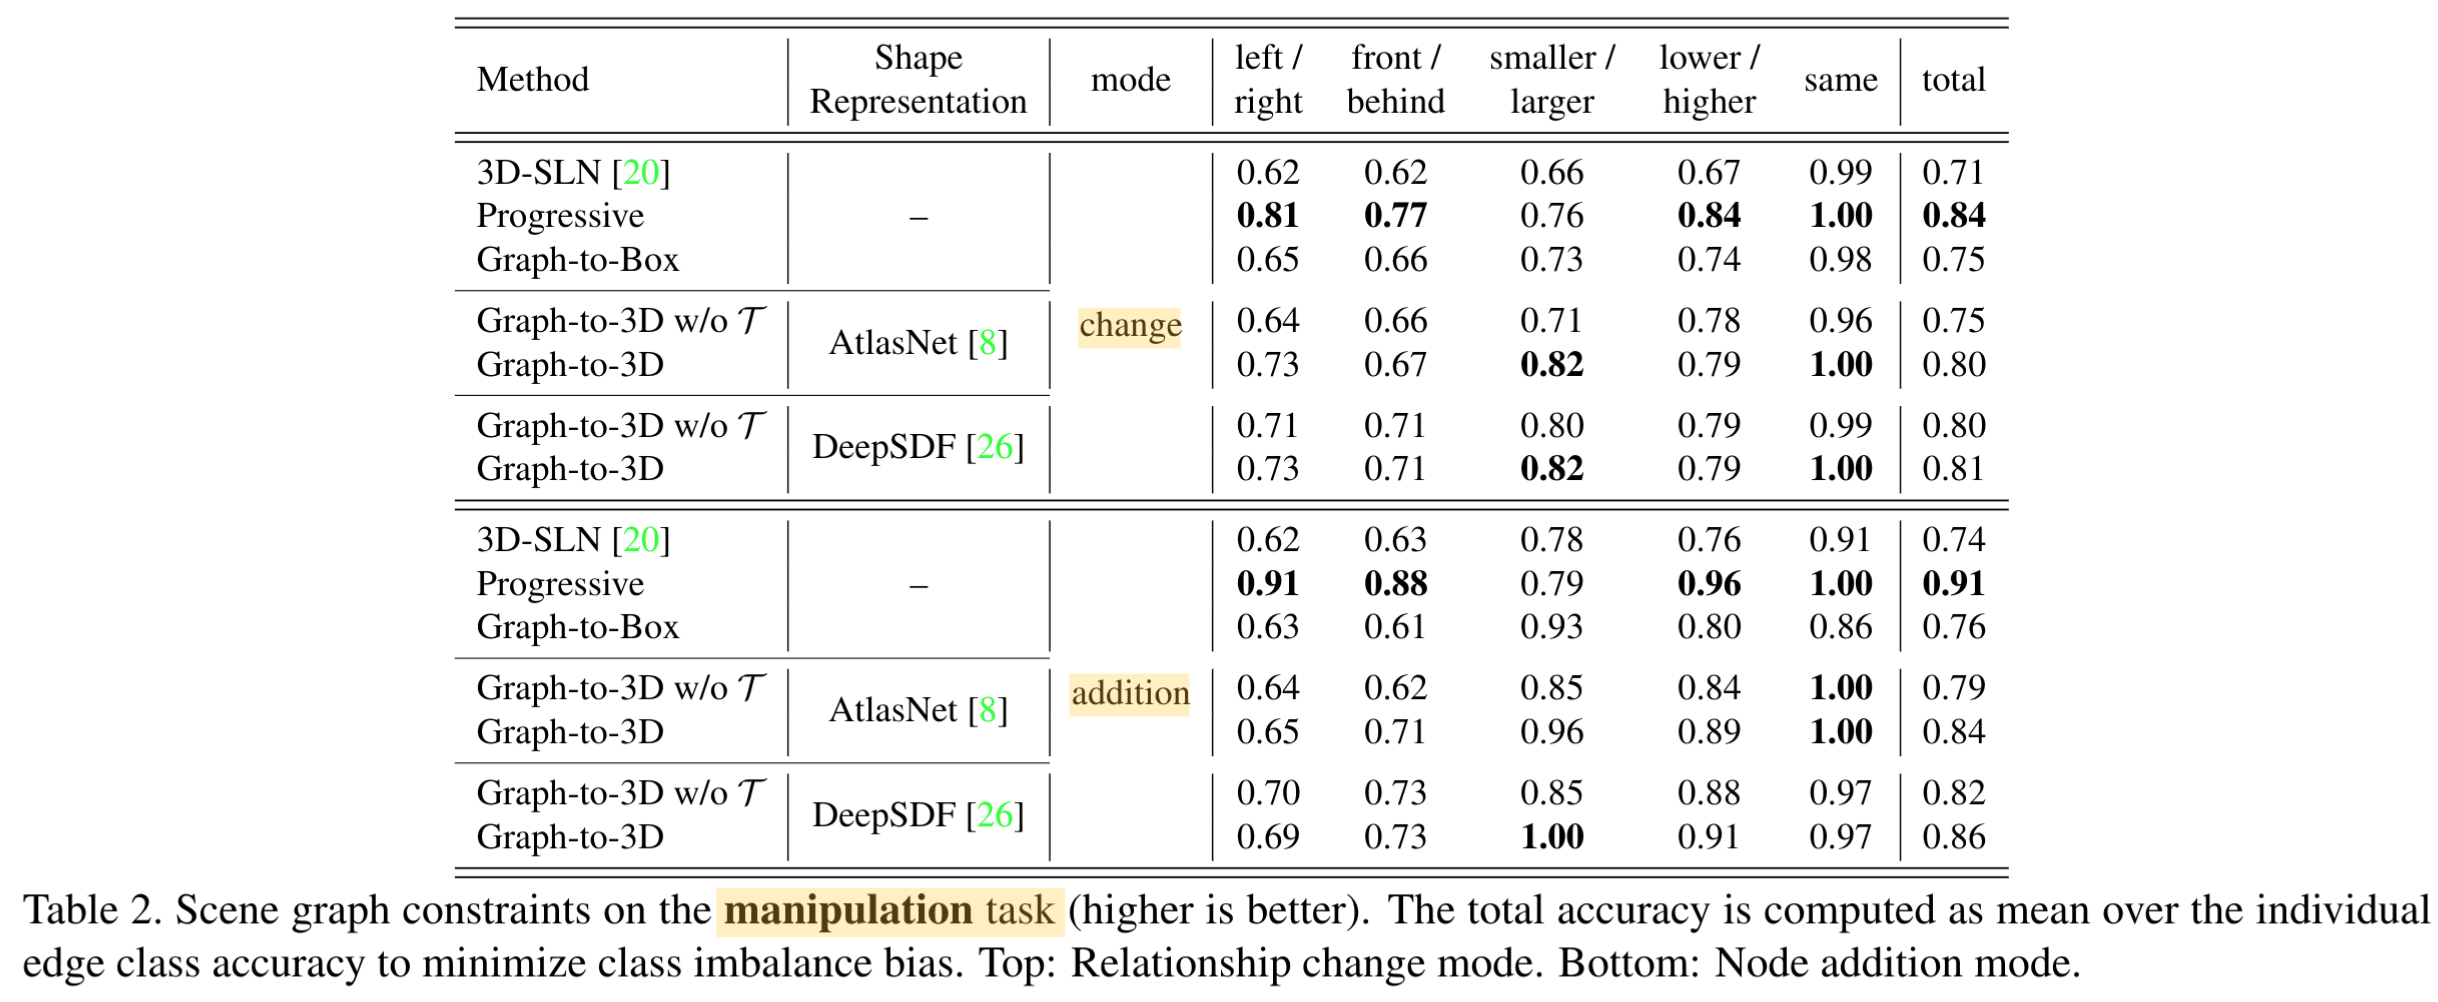 Method Shape Representation mode left / right front / behind smaller / larger lower / higher same total
3D-SLN [20] 0.62 0.62 0.66 0.67 0.99 0.71
Progressive – 0.81 0.77 0.76 0.84 1.00 0.84
Graph-to-Box 0.65 0.66 0.73 0.74 0.98 0.75
Graph-to-3D w/o 𝒯 AtlasNet [8] change 0.64 0.66 0.71 0.78 0.96 0.75
Graph-to-3D 0.73 0.67 0.82 0.79 1.00 0.80
Graph-to-3D w/o 𝒯 DeepSDF [26] 0.71 0.71 0.80 0.79 0.99 0.80
Graph-to-3D 0.73 0.71 0.82 0.79 1.00 0.81
3D-SLN [20] 0.62 0.63 0.78 0.76 0.91 0.74
Progressive – 0.91 0.88 0.79 0.96 1.00 0.91
Graph-to-Box 0.63 0.61 0.93 0.80 0.86 0.76
Graph-to-3D w/o 𝒯 AtlasNet [8] addition 0.64 0.62 0.85 0.84 1.00 0.79
Graph-to-3D 0.65 0.71 0.96 0.89 1.00 0.84
Graph-to-3D w/o 𝒯 DeepSDF [26] 0.70 0.73 0.85 0.88 0.97 0.82
Graph-to-3D 0.69 0.73 1.00 0.91 0.97 0.86
Table 2. Scene graph constraints on the manipulation task (higher is better). The total accuracy is computed as mean over the individual
edge class accuracy to minimize class imbalance bias. Top: Relationship change mode. Bottom: Node addition mode.